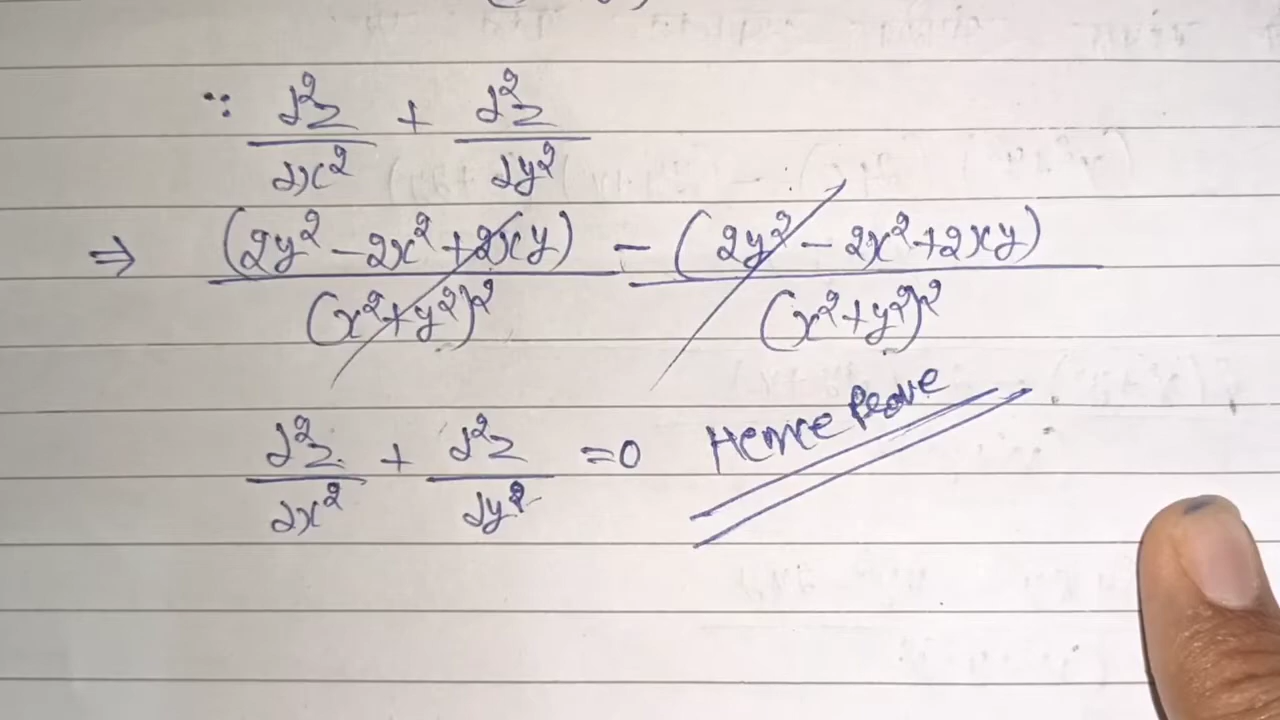 ∵ ∂²z/∂x² + ∂²z/∂y²
⇒ (2y² - 2x² + 2xy)/(x² + y²)² - (2y² - 2x² + 2xy)/(x² + y²)²
∂²z/∂x² + ∂²z/∂y² = 0 Hence Prove